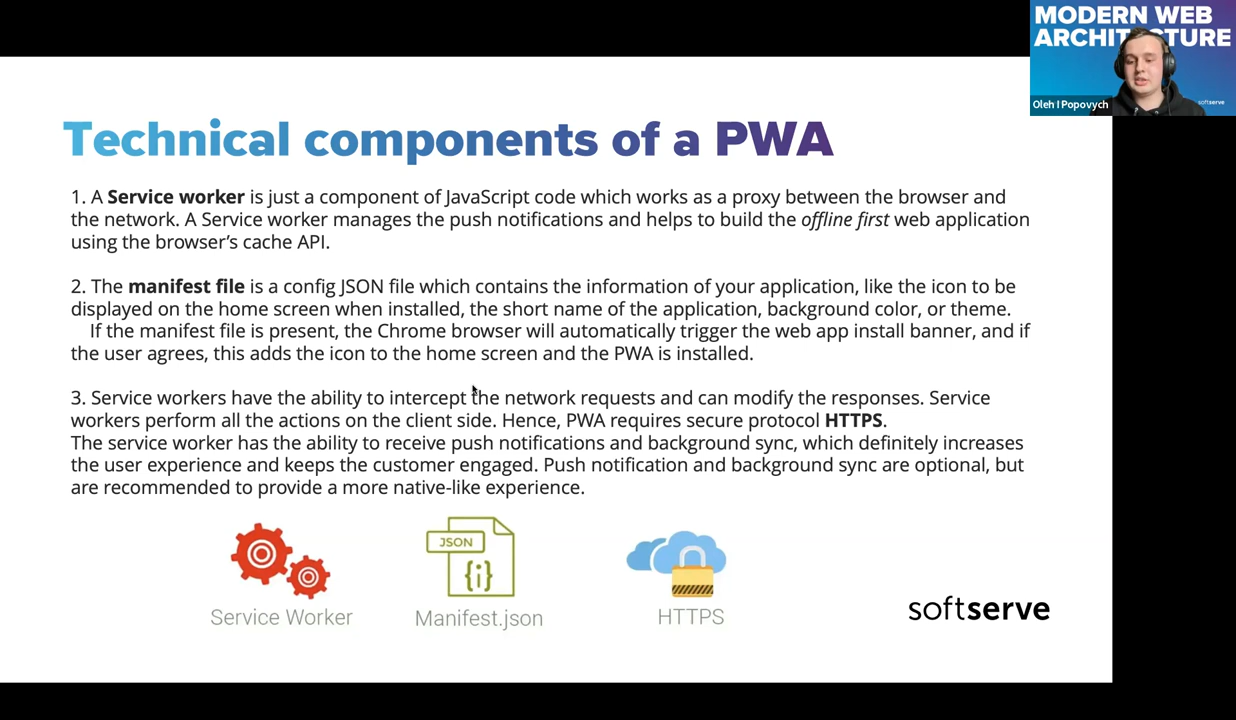 MODERN WEB
Oleh I Popovych
softserve
Technical components of a PWA
1. A Service worker is just a component of JavaScript code which works as a proxy between the browser and
the network. A Service worker manages the push notifications and helps to build the offline first web application
using the browser's cache API.
2. The manifest file is a config JSON file which contains the information of your application, like the icon to be
displayed on the home screen when installed, the short name of the application, background color, or theme.
If the manifest file is present, the Chrome browser will automatically trigger the web app install banner, and if
the user agrees, this adds the icon to the home screen and the PWA is installed.
3. Service workers have the ability to intercept the network requests and can modify the responses. Service
workers perform all the actions on the client side. Hence, PWA requires secure protocol HTTPS.
The service worker has the ability to receive push notifications and background sync, which definitely increases
the user experience and keeps the customer engaged. Push notification and background sync are optional, but
are recommended to provide a more native-like experience.
JSON
{i}
Service Worker
Manifest.json
HTTPS
softserve